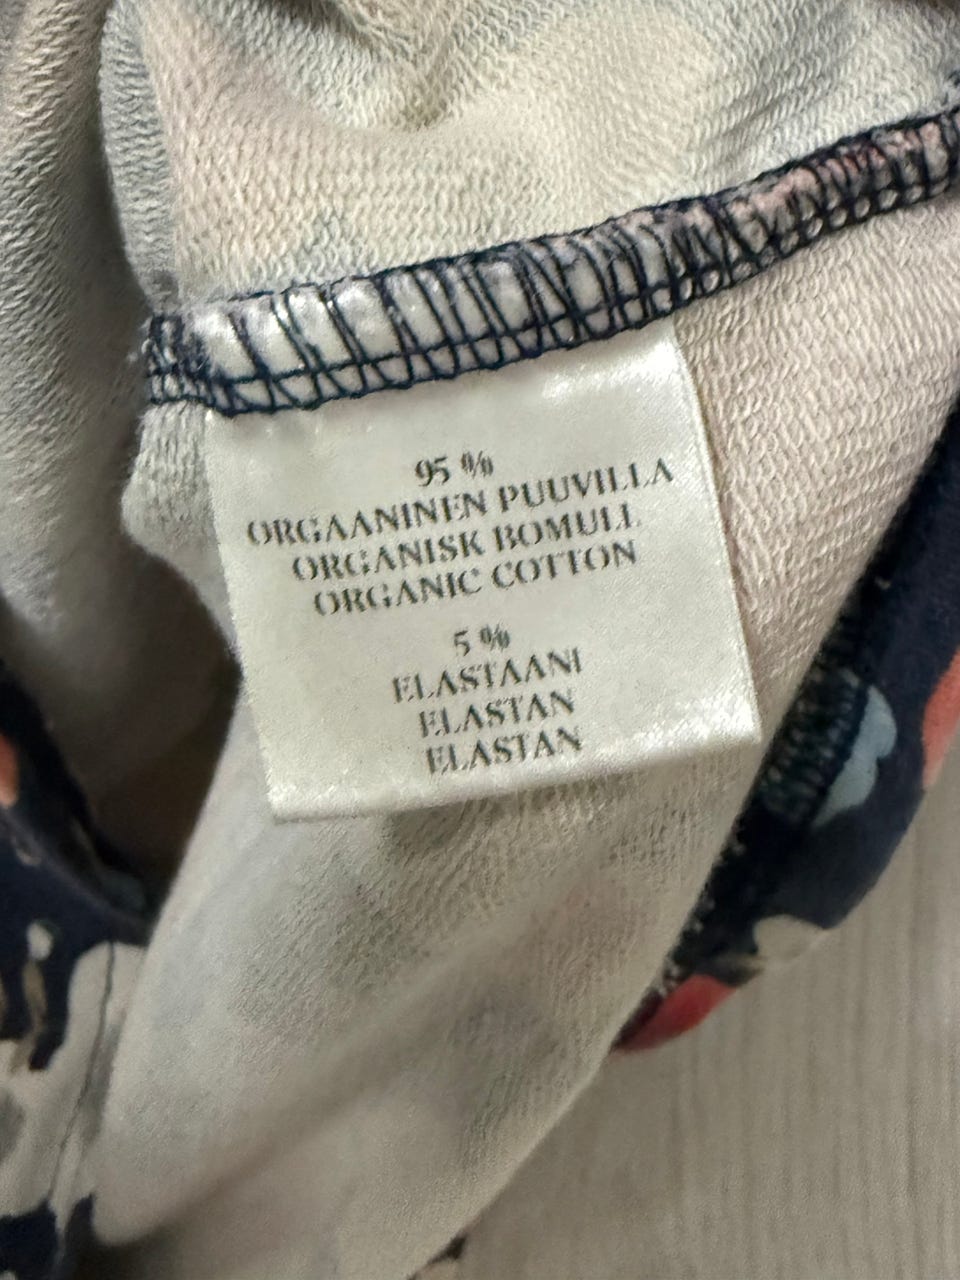 95 %
ORGAANINEN PUUVILLA
ORGANISK BOMULL
ORGANIC COTTON
5 %
ELASTAANI
ELASTAN
ELASTAN